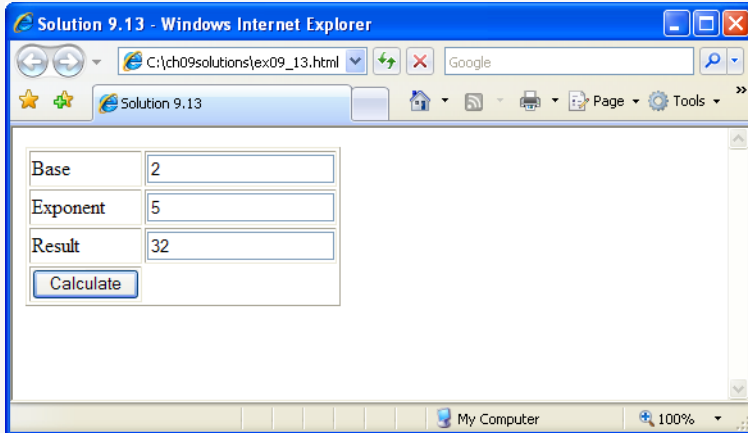 Solution 9.13 - Windows Internet Explorer
C:\ch09solutions\ex09_13.html Google
Solution 9.13 Page Tools »
Base 2
Exponent 5
Result 32
Calculate
My Computer 100%